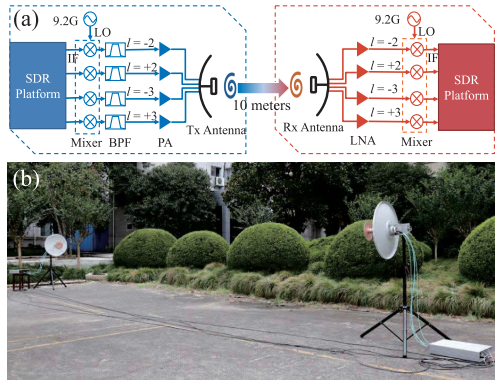 (a)
9.2G
LO
IF
SDR
Platform
l = -2
l = +2
l = -3
l = +3
Mixer
BPF
PA
Tx Antenna
10 meters
Rx Antenna
9.2G
LO
IF
l = -2
l = +2
l = -3
l = +3
LNA
Mixer
SDR
Platform
(b)